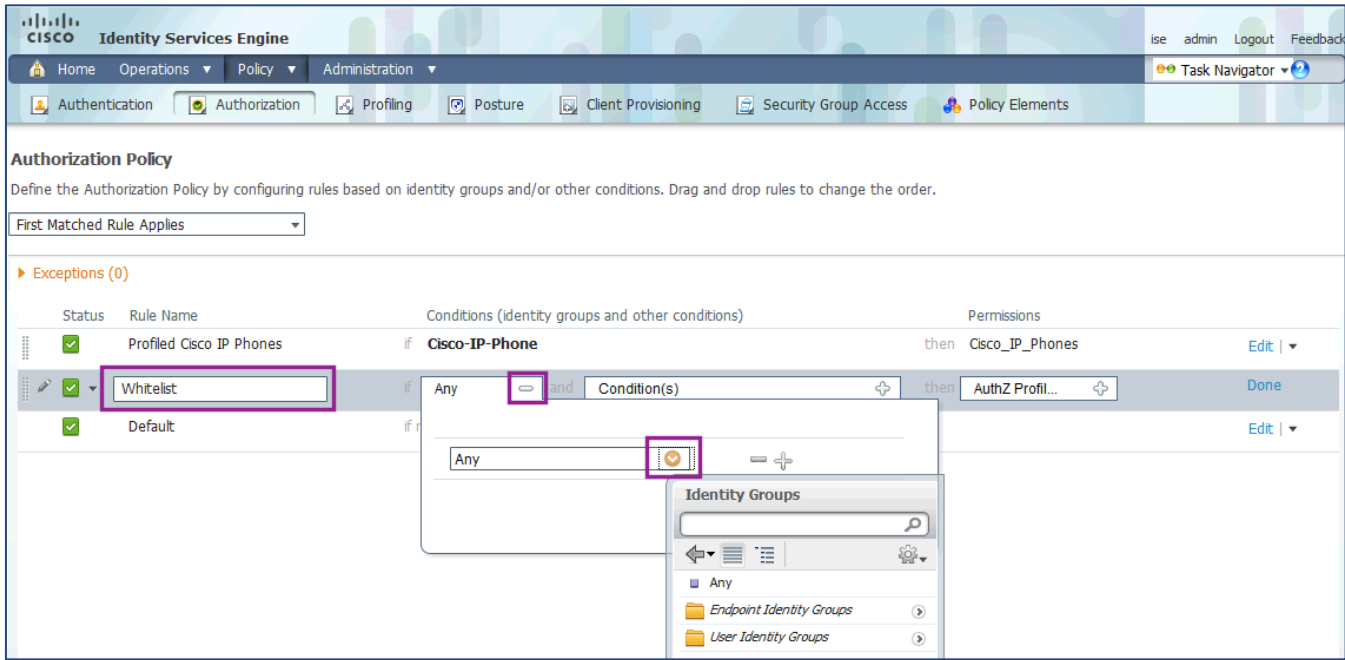 CISCO Identity Services Engine
ise admin Logout Feedback
Home Operations Policy Administration Task Navigator
Authentication Authorization Profiling Posture Client Provisioning Security Group Access Policy Elements
Authorization Policy
Define the Authorization Policy by configuring rules based on identity groups and/or other conditions. Drag and drop rules to change the order.
First Matched Rule Applies
Exceptions (0)
Status Rule Name Conditions (identity groups and other conditions) Permissions
Profiled Cisco IP Phones if Cisco-IP-Phone then Cisco_IP_Phones Edit |
Whitelist if Any and Condition(s) then AuthZ Profil... Done
Default if Edit |
Any
Identity Groups
Any
Endpoint Identity Groups
User Identity Groups